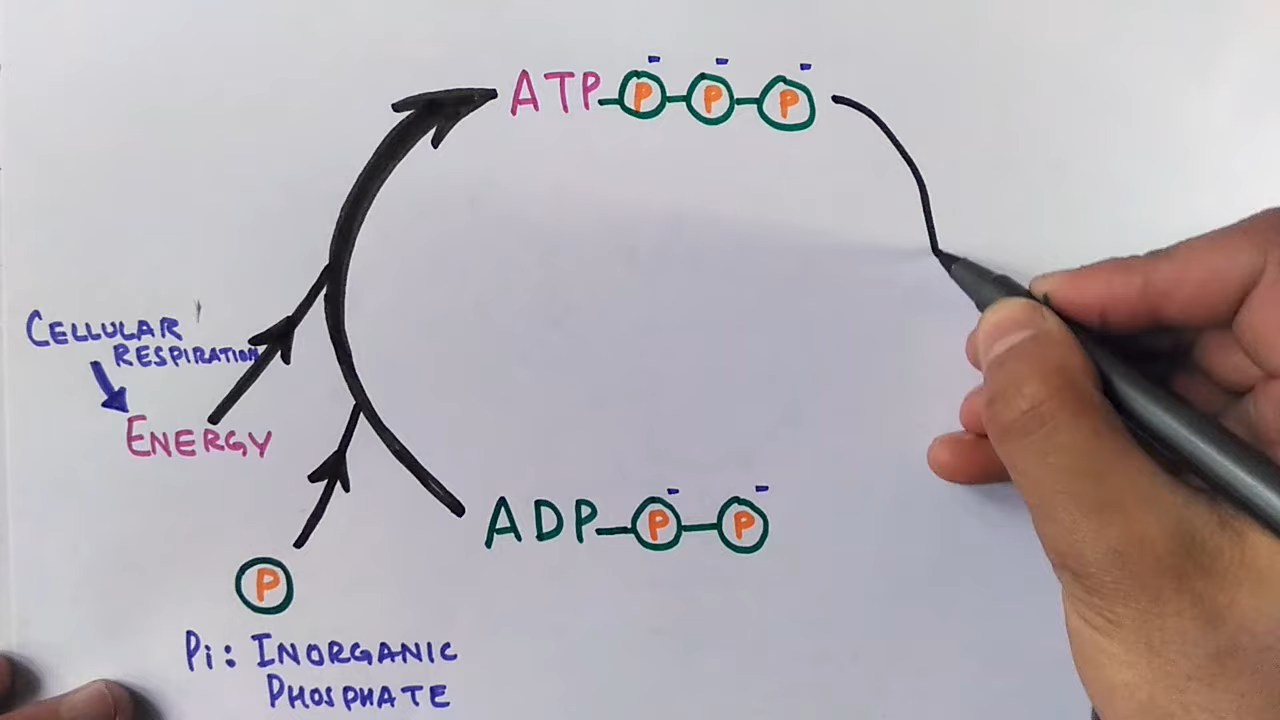 ATP-P-P-P
CELLULAR
RESPIRATION
ENERGY
ADP-P-P
P
Pi: INORGANIC
PHOSPHATE